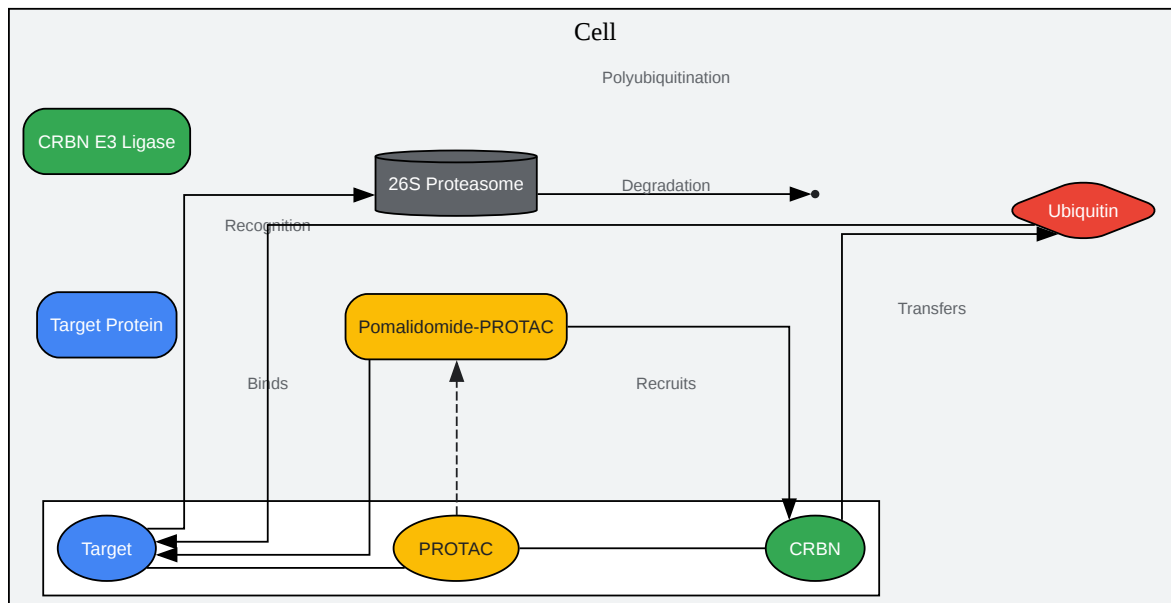 Cell
Polyubiquitination
CRBN E3 Ligase
26S Proteasome
Degradation
Ubiquitin
Recognition
Transfers
Target Protein
Pomalidomide-PROTAC
Binds
Recruits
Target
PROTAC
CRBN